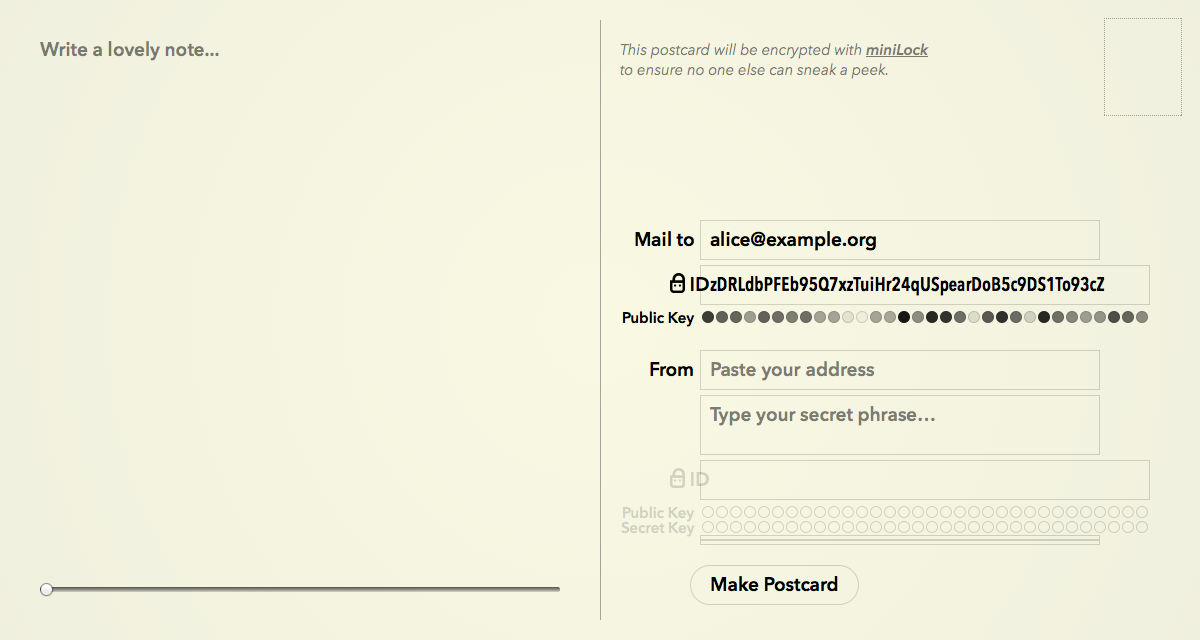 Write a lovely note...
This postcard will be encrypted with miniLock
to ensure no one else can sneak a peek.
Mail to alice@example.org
IDzDRLdbPFEb95Q7xzTuiHr24qUSpearDoB5c9DS1To93cZ
Public Key
From Paste your address
Type your secret phrase…
ID
Public Key
Secret Key
Make Postcard